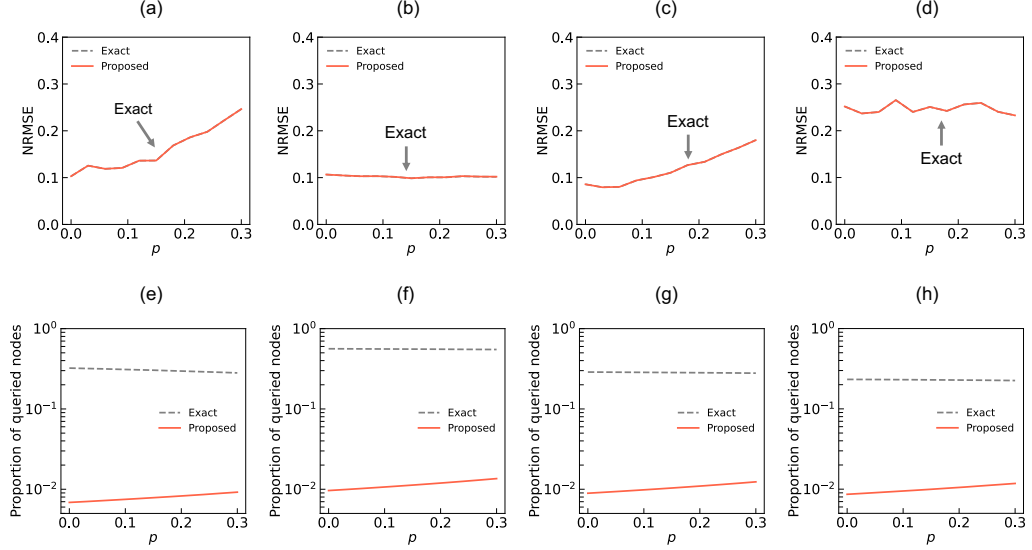 (a)
NRMSE
0.4
0.3
0.2
0.1
0.0
Exact
Proposed
Exact
0.0 0.1 0.2 0.3
p
(b)
NRMSE
0.4
0.3
0.2
0.1
0.0
Exact
Proposed
Exact
0.0 0.1 0.2 0.3
p
(c)
NRMSE
0.4
0.3
0.2
0.1
0.0
Exact
Proposed
Exact
0.0 0.1 0.2 0.3
p
(d)
NRMSE
0.4
0.3
0.2
0.1
0.0
Exact
Proposed
Exact
0.0 0.1 0.2 0.3
p
(e)
Proportion of queried nodes
10⁰
10⁻¹
10⁻²
Exact
Proposed
0.0 0.1 0.2 0.3
p
(f)
Proportion of queried nodes
10⁰
10⁻¹
10⁻²
Exact
Proposed
0.0 0.1 0.2 0.3
p
(g)
Proportion of queried nodes
10⁰
10⁻¹
10⁻²
Exact
Proposed
0.0 0.1 0.2 0.3
p
(h)
Proportion of queried nodes
10⁰
10⁻¹
10⁻²
Exact
Proposed
0.0 0.1 0.2 0.3
p